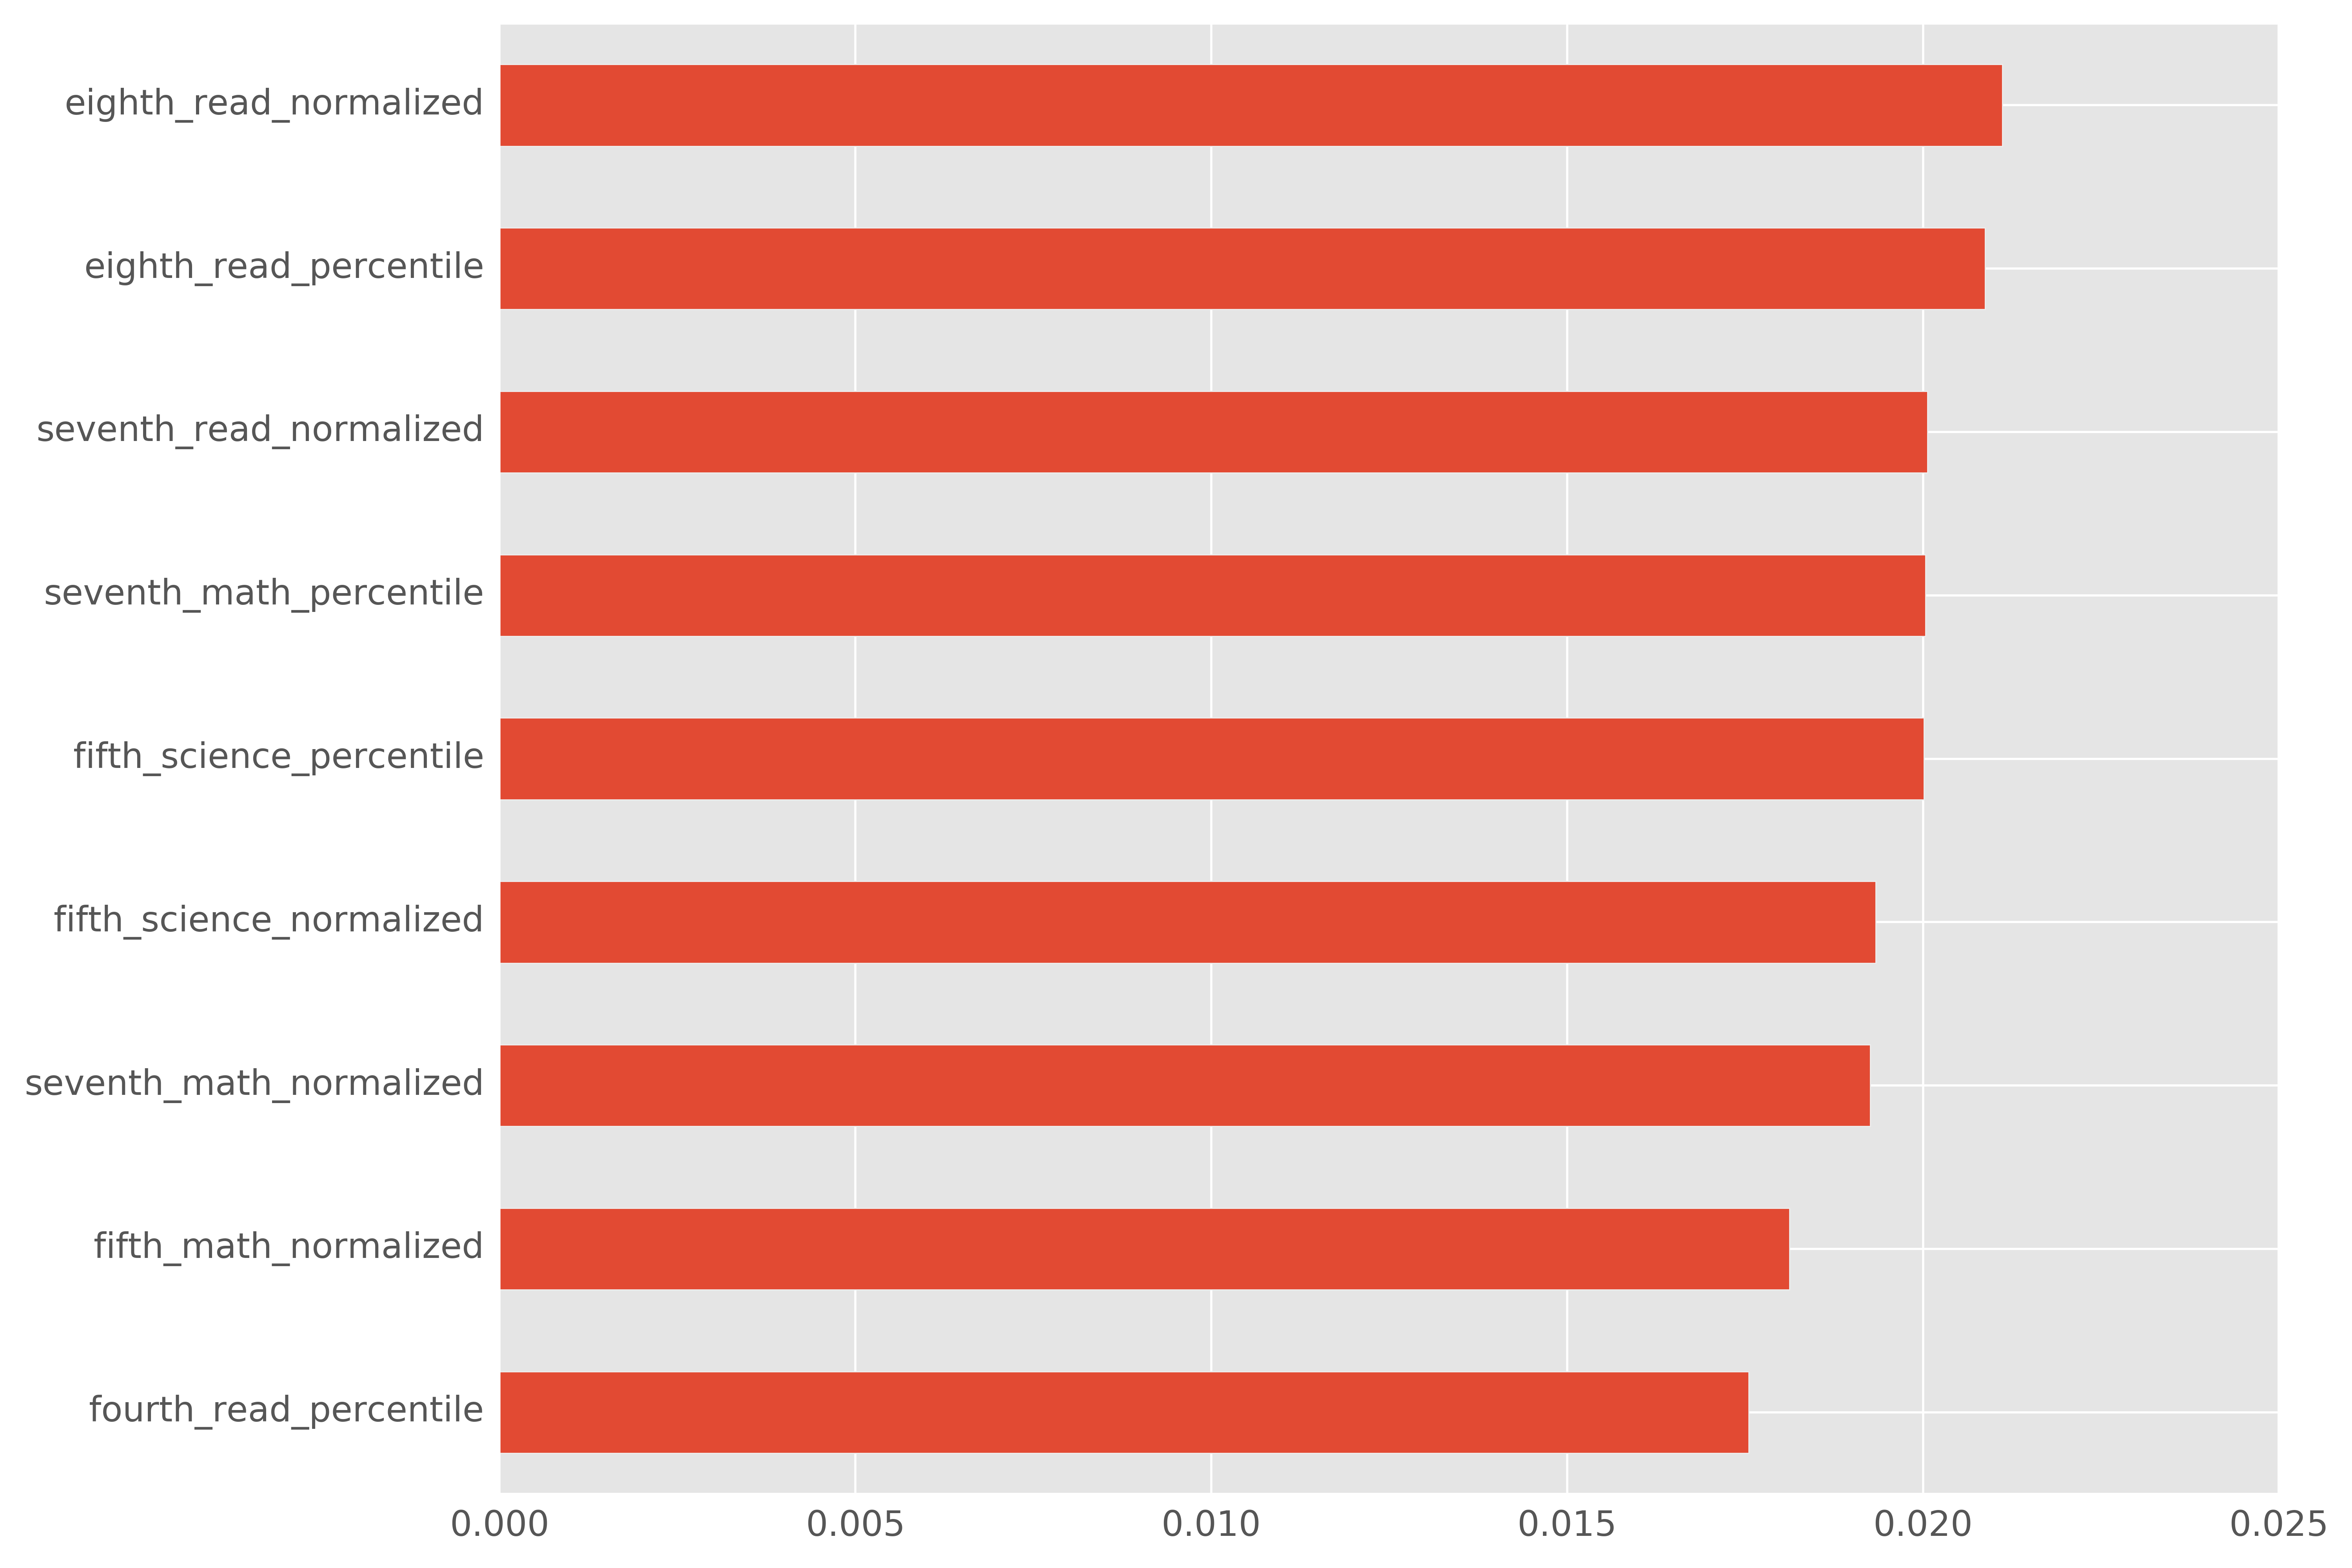 eighth_read_normalized
eighth_read_percentile
seventh_read_normalized
seventh_math_percentile
fifth_science_percentile
fifth_science_normalized
seventh_math_normalized
fifth_math_normalized
fourth_read_percentile
0.000 0.005 0.010 0.015 0.020 0.025